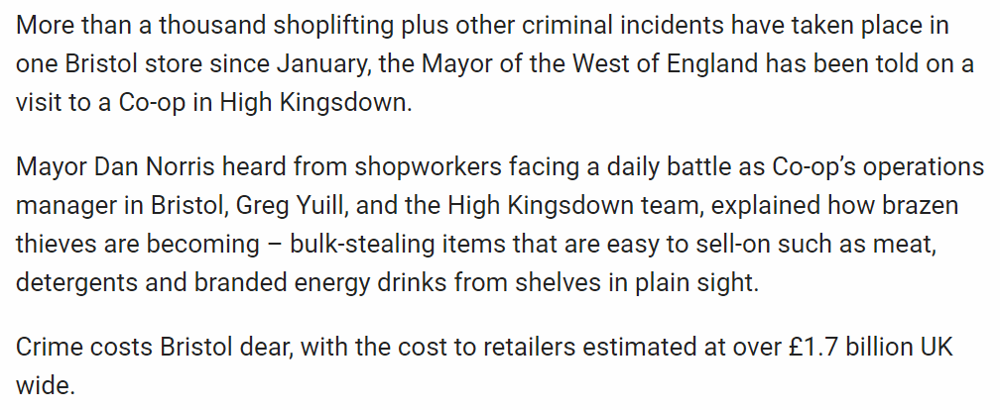 More than a thousand shoplifting plus other criminal incidents have taken place in
one Bristol store since January, the Mayor of the West of England has been told on a
visit to a Co-op in High Kingsdown.
Mayor Dan Norris heard from shopworkers facing a daily battle as Co-op’s operations
manager in Bristol, Greg Yuill, and the High Kingsdown team, explained how brazen
thieves are becoming – bulk-stealing items that are easy to sell-on such as meat,
detergents and branded energy drinks from shelves in plain sight.
Crime costs Bristol dear, with the cost to retailers estimated at over £1.7 billion UK
wide.